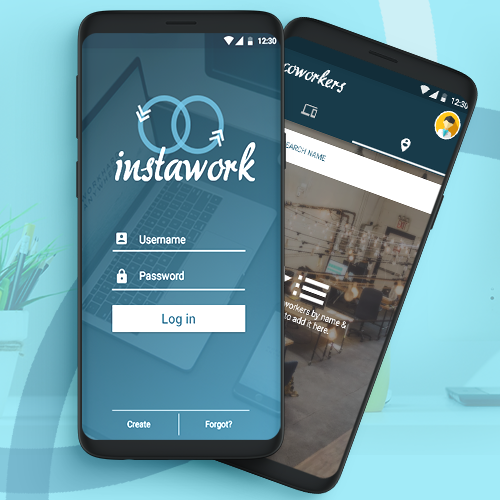 12:30
instawork
Username
Password
Log in
Create
Forgot?
12:30
coworkers
EARCH NAME
workers by name &
to add it here.